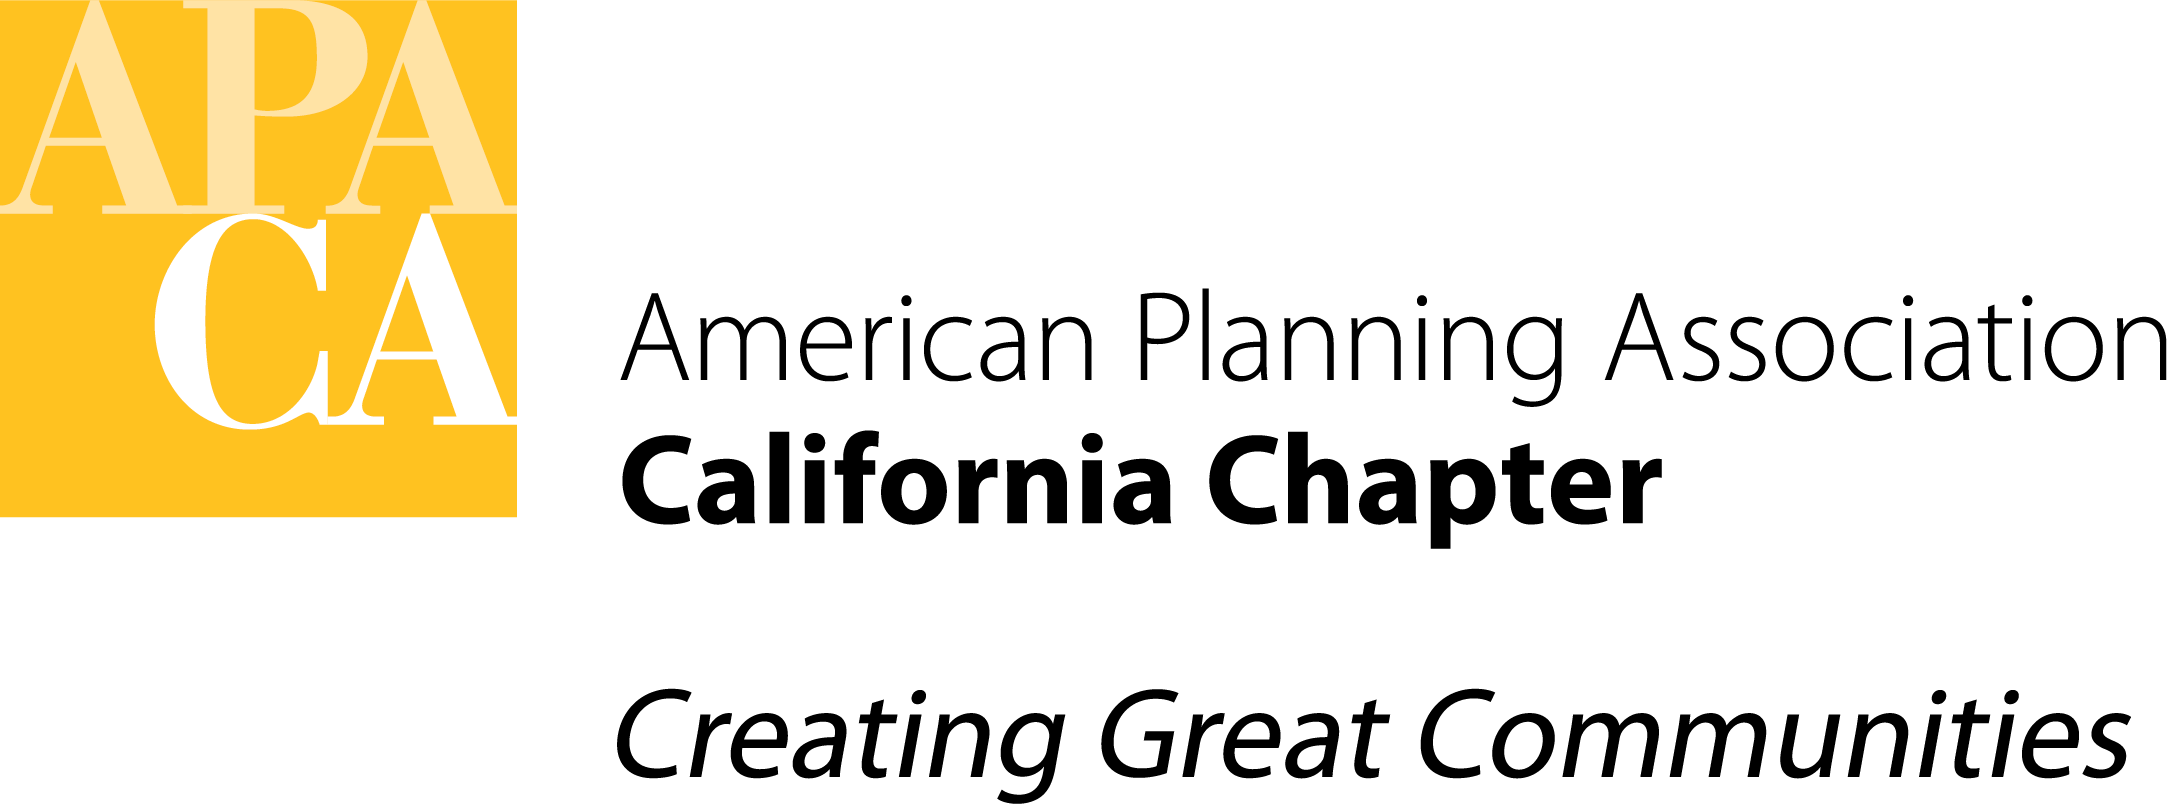 APA
CA
American Planning Association
California Chapter
Creating Great Communities